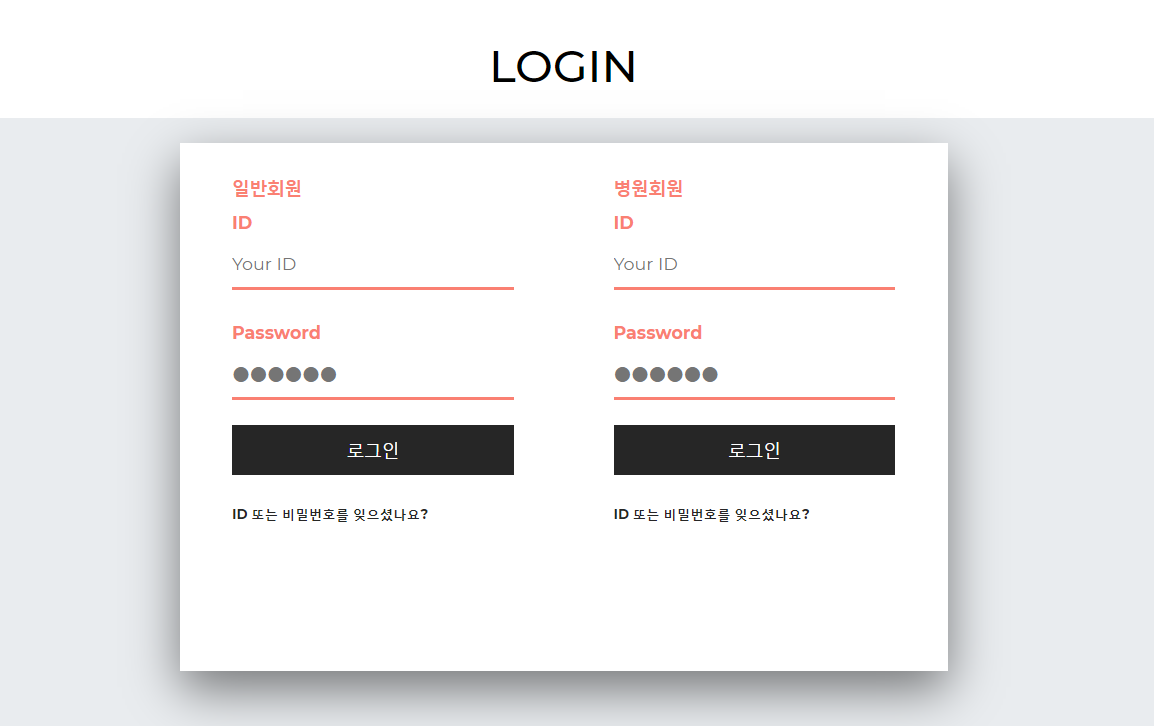 LOGIN
일반회원
ID
Your ID
Password
●●●●●●
로그인
ID 또는 비밀번호를 잊으셨나요?
병원회원
ID
Your ID
Password
●●●●●●
로그인
ID 또는 비밀번호를 잊으셨나요?